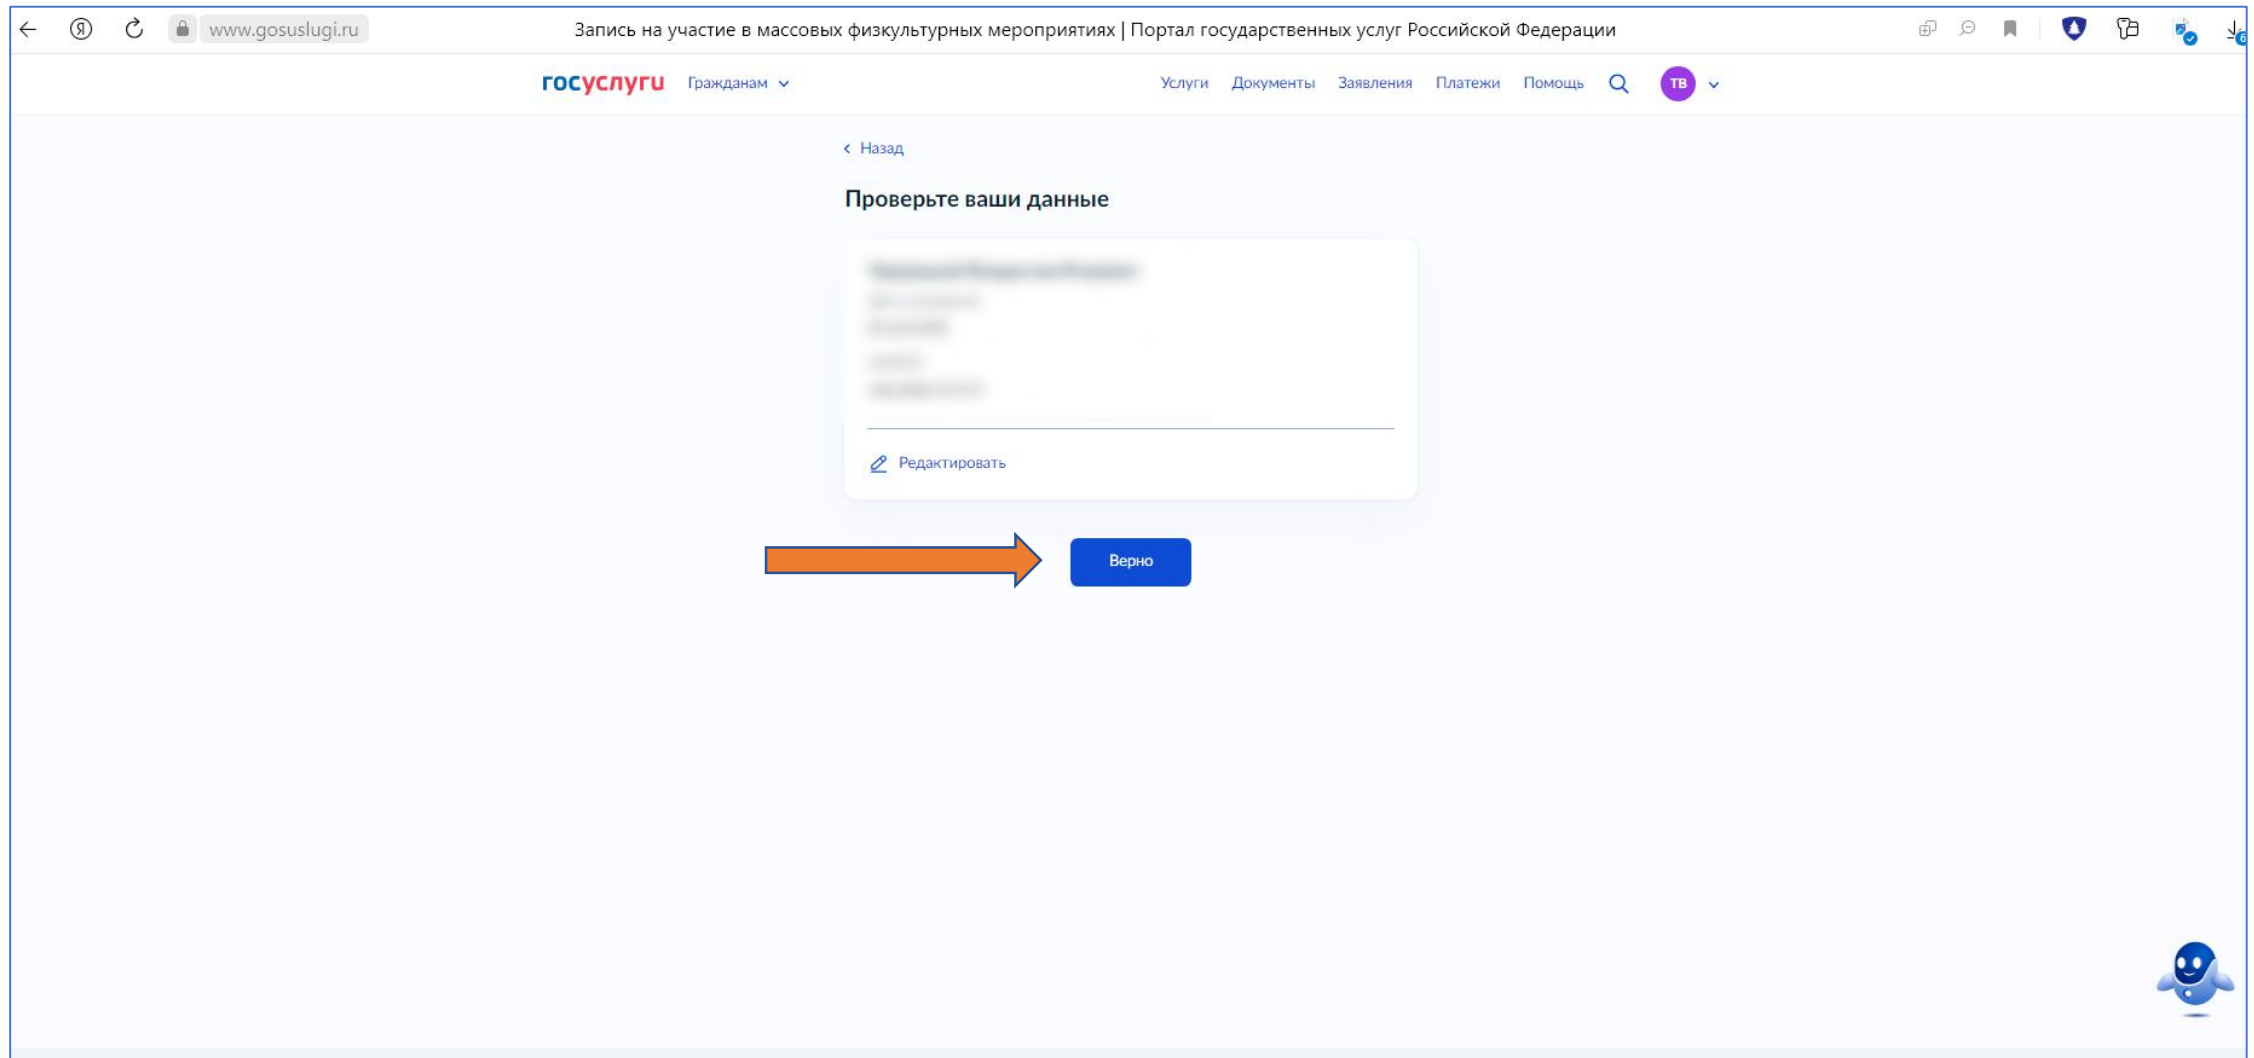 Я
www.gosuslugi.ru
Запись на участие в массовых физкультурных мероприятиях | Портал государственных услуг Российской Федерации
6
госуслуги
Гражданам
Услуги Документы Заявления Платежи Помощь
ТВ
Назад
Проверьте ваши данные
Редактировать
Верно